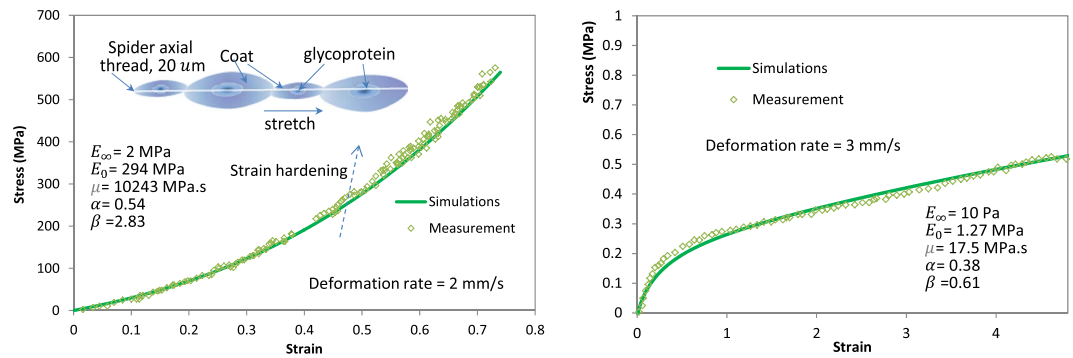 700
600
500
400
300
200
100
0
Stress (MPa)
Spider axial
thread, 20 um
Coat
glycoprotein
stretch
E∞= 2 MPa
E0= 294 MPa
μ= 10243 MPa.s
α= 0.54
β=2.83
Strain hardening
Simulations
Measurement
Deformation rate = 2 mm/s
0 0.1 0.2 0.3 0.4 0.5 0.6 0.7 0.8
Strain
1
0.9
0.8
0.7
0.6
0.5
0.4
0.3
0.2
0.1
0
Stress (MPa)
Simulations
Measurement
Deformation rate = 3 mm/s
E∞= 10 Pa
E0= 1.27 MPa
μ= 17.5 MPa.s
α= 0.38
β=0.61
0 1 2 3 4
Strain